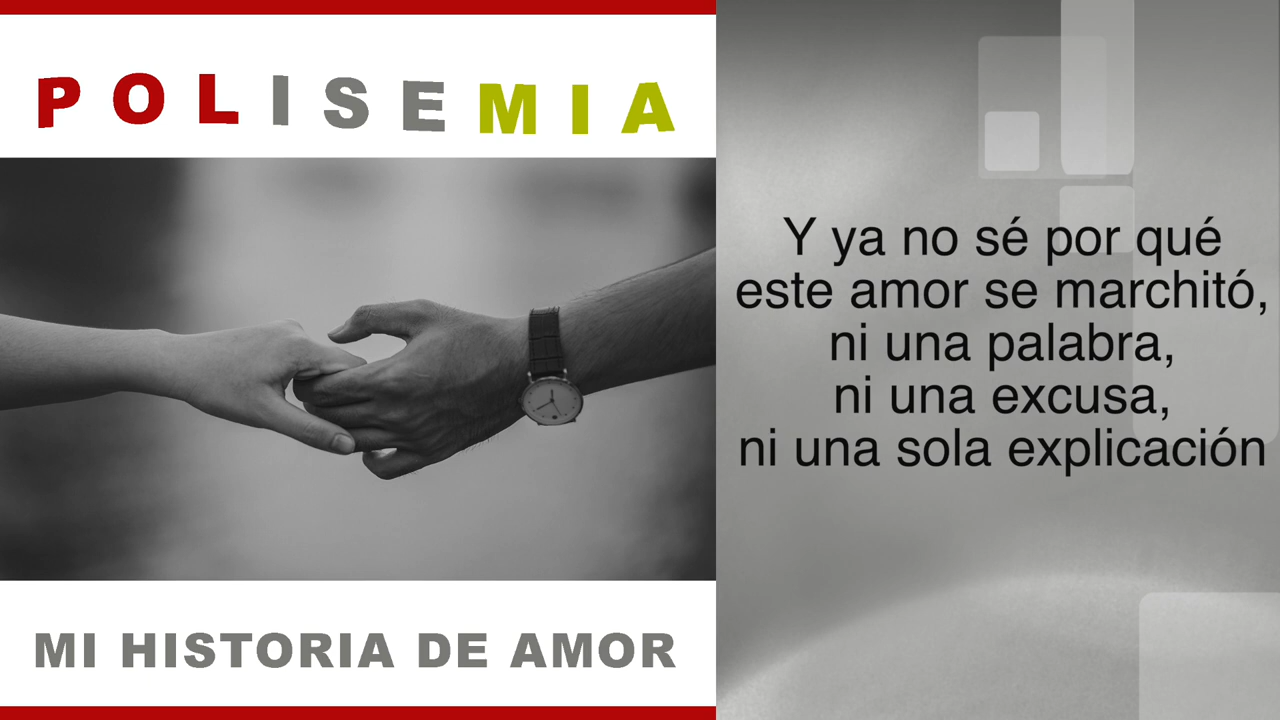 POLISEMIA
MI HISTORIA DE AMOR
Y ya no sé por qué
este amor se marchitó,
ni una palabra,
ni una excusa,
ni una sola explicación